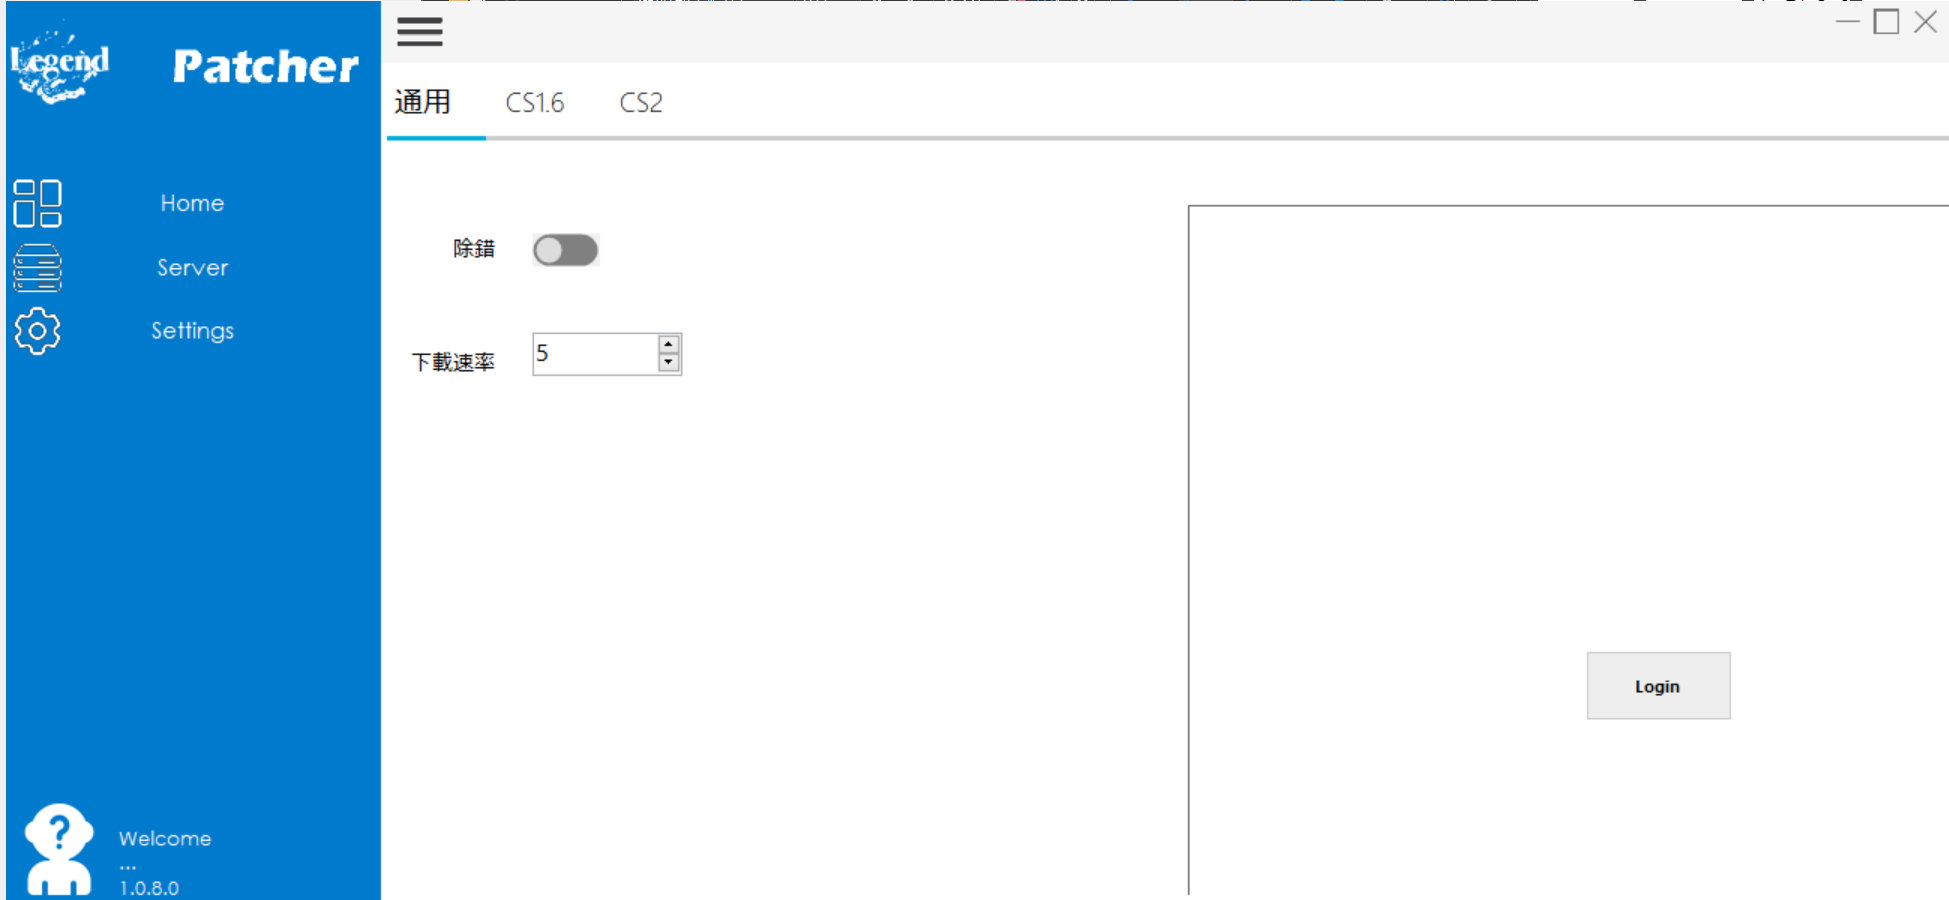 Legend
Patcher
通用
CS1.6
CS2
Home
Server
Settings
除錯
下載速率
5
Login
?
Welcome
...
1.0.8.0